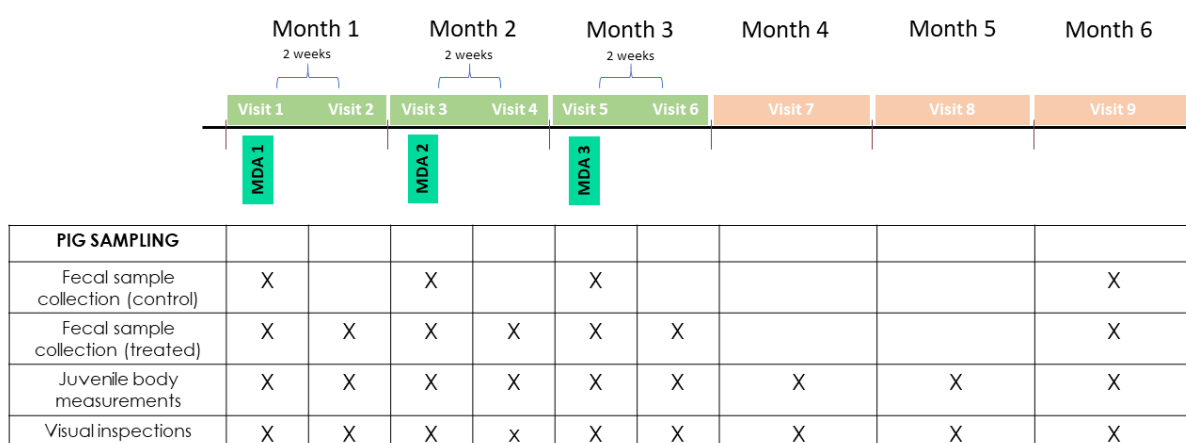 Month 1 Month 2 Month 3 Month 4 Month 5 Month 6
2 weeks 2 weeks 2 weeks
Visit 1 Visit 2 Visit 3 Visit 4 Visit 5 Visit 6 Visit 7 Visit 8 Visit 9
MDA 1 MDA 2 MDA 3
PIG SAMPLING
Fecal sample
collection (control) X X X X
Fecal sample
collection (treated) X X X X X X X
Juvenile body
measurements X X X X X X X X X
Visual inspections X X X x X X X X X